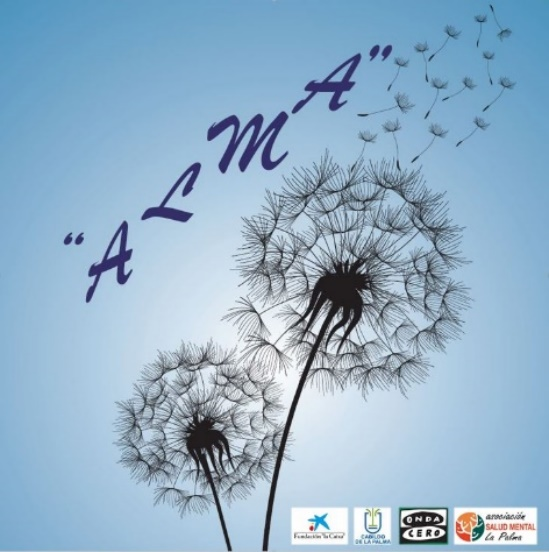 "ALMA"
Fundación "la Caixa"
CABILDO
DE LA PALMA
ONDA
CERO
asociación
SALUD MENTAL
La Palma